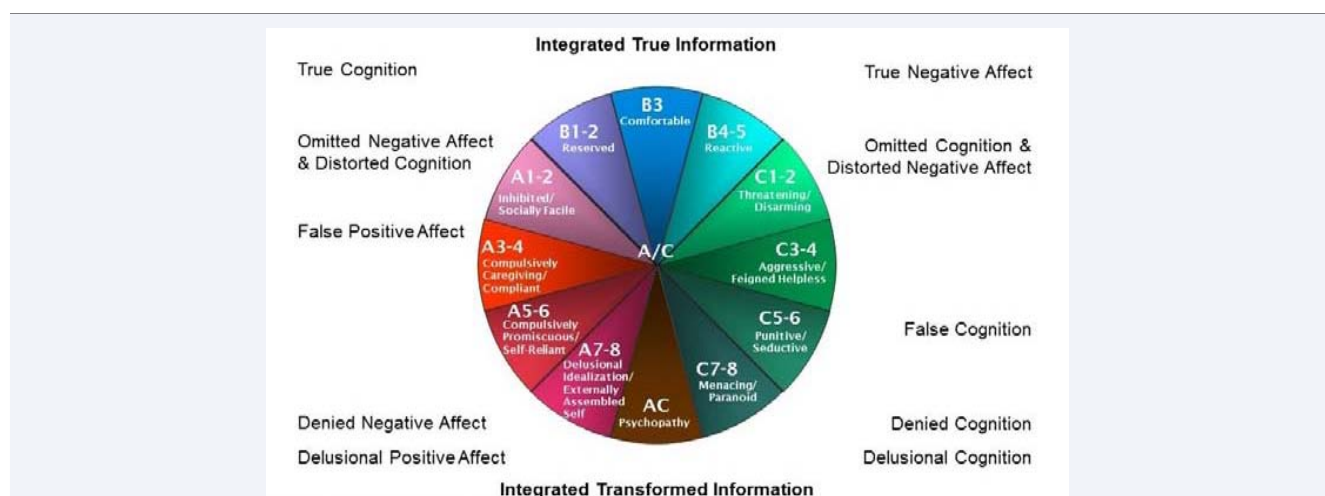 Integrated True Information
True Cognition
True Negative Affect
B3
Comfortable
B1-2
Reserved
B4-5
Reactive
Omitted Negative Affect
& Distorted Cognition
Omitted Cognition &
Distorted Negative Affect
A1-2
Inhibited/
Socially Facile
C1-2
Threatening/
Disarming
False Positive Affect
A/C
A3-4
Compulsively
Caregiving/
Compliant
C3-4
Aggressive/
Feigned Helpless
A5-6
Compulsively
Promiscuous/
Self-Reliant
C5-6
Punitive/
Seductive
False Cognition
A7-8
Delusional
Idealization/
Externally
Assembled
Self
C7-8
Menacing/
Paranoid
AC
Psychopathy
Denied Negative Affect
Denied Cognition
Delusional Positive Affect
Delusional Cognition
Integrated Transformed Information